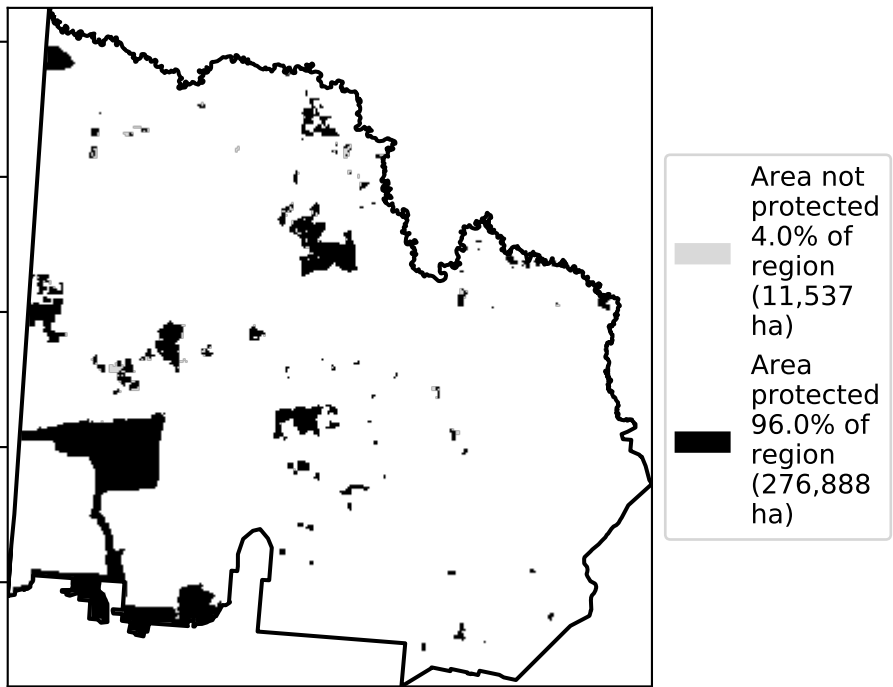 Area not
protected
4.0% of
region
(11,537
ha)
Area
protected
96.0% of
region
(276,888
ha)